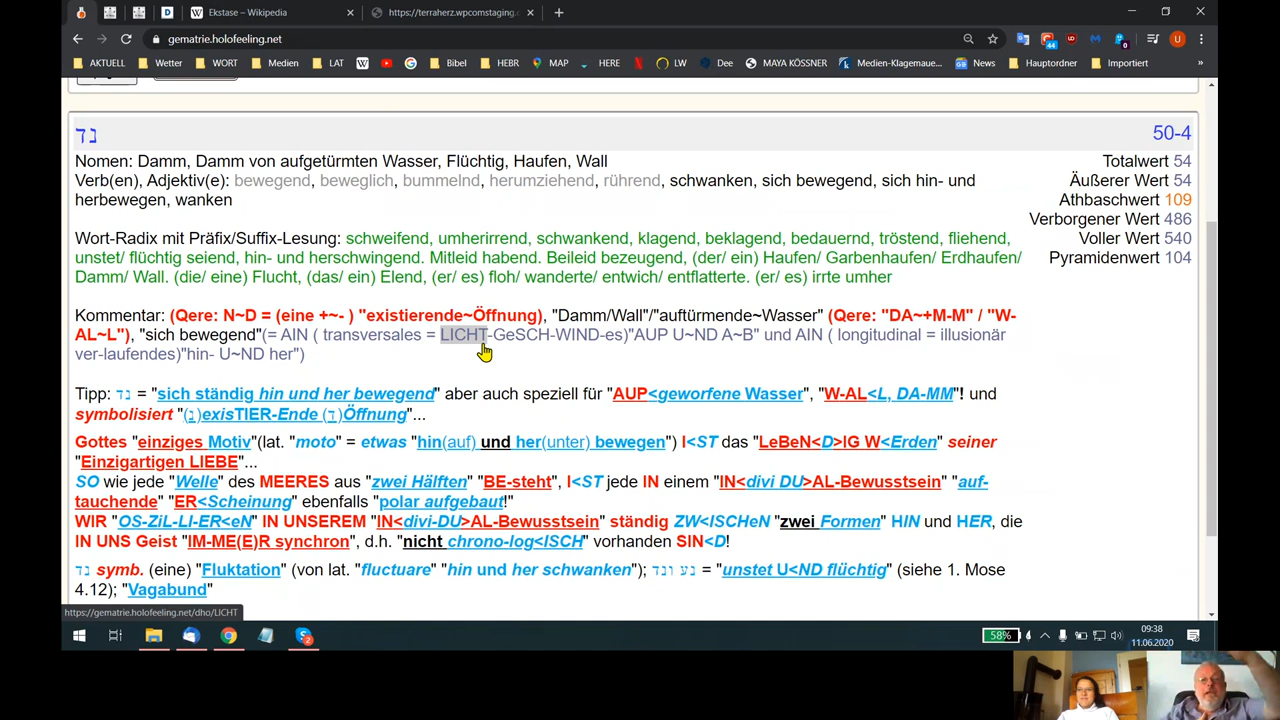 Ekstase – Wikipedia × https://terraherz.wpcomstaging. × +
gematrie.holofeeling.net
AKTUELL Wetter WORT Medien LAT W G Bibel HEBR MAP HERE LW Dee MAYA KÖSSNER Medien-Klagemaue... News Hauptordner Importiert »
נד 50-4
Nomen: Damm, Damm von aufgetürmten Wasser, Flüchtig, Haufen, Wall
Totalwert 54
Verb(en), Adjektiv(e): bewegend, beweglich, bummelnd, herumziehend, rührend, schwanken, sich bewegend, sich hin- und
Äußerer Wert 54
herbewegen, wanken
Athbaschwert 109
Verborgener Wert 486
Wort-Radix mit Präfix/Suffix-Lesung: schweifend, umherirrend, schwankend, klagend, beklagend, bedauernd, tröstend, fliehend,
Voller Wert 540
unstet/ flüchtig seiend, hin- und herschwingend. Mitleid habend. Beileid bezeugend, (der/ ein) Haufen/ Garbenhaufen/ Erdhaufen/
Pyramidenwert 104
Damm/ Wall. (die/ eine) Flucht, (das/ ein) Elend, (er/ es) floh/ wanderte/ entwich/ entflatterte. (er/ es) irrte umher
Kommentar: (Qere: N~D = (eine +~- ) "existierende~Öffnung), "Damm/Wall"/"auftürmende~Wasser" (Qere: "DA~+M-M" / "W-
AL~L"), "sich bewegend"(= AIN ( transversales = LICHT-GeSCH-WIND-es)"AUP U~ND A~B" und AIN ( longitudinal = illusionär
ver-laufendes)"hin- U~ND her")
Tipp: נד = "sich ständig hin und her bewegend" aber auch speziell für "AUP<geworfene Wasser", "W-AL<L, DA-MM"! und
symbolisiert "(נ)exisTIER-Ende (ד)Öffnung"...
Gottes "einziges Motiv"(lat. "moto" = etwas "hin(auf) und her(unter) bewegen") I<ST das "LeBeN<D>IG W<Erden" seiner
"Einzigartigen LIEBE"...
SO wie jede "Welle" des MEERES aus "zwei Hälften" "BE-steht", I<ST jede IN einem "IN<divi DU>AL-Bewusstsein" "auf-
tauchende" "ER<Scheinung" ebenfalls "polar aufgebaut!"
WIR "OS-ZiL-LI-ER<eN" IN UNSEREM "IN<divi-DU>AL-Bewusstsein" ständig ZW<ISCHeN "zwei Formen" HIN und HER, die
IN UNS Geist "IM-ME(E)R synchron", d.h. "nicht chrono-log<ISCH" vorhanden SIN<D!
נד symb. (eine) "Fluktation" (von lat. "fluctuare" "hin und her schwanken"); נע ונד = "unstet U<ND flüchtig" (siehe 1. Mose
4.12); "Vagabund"
https://gematrie.holofeeling.net/dho/LICHT
58% 09:38
11.06.2020